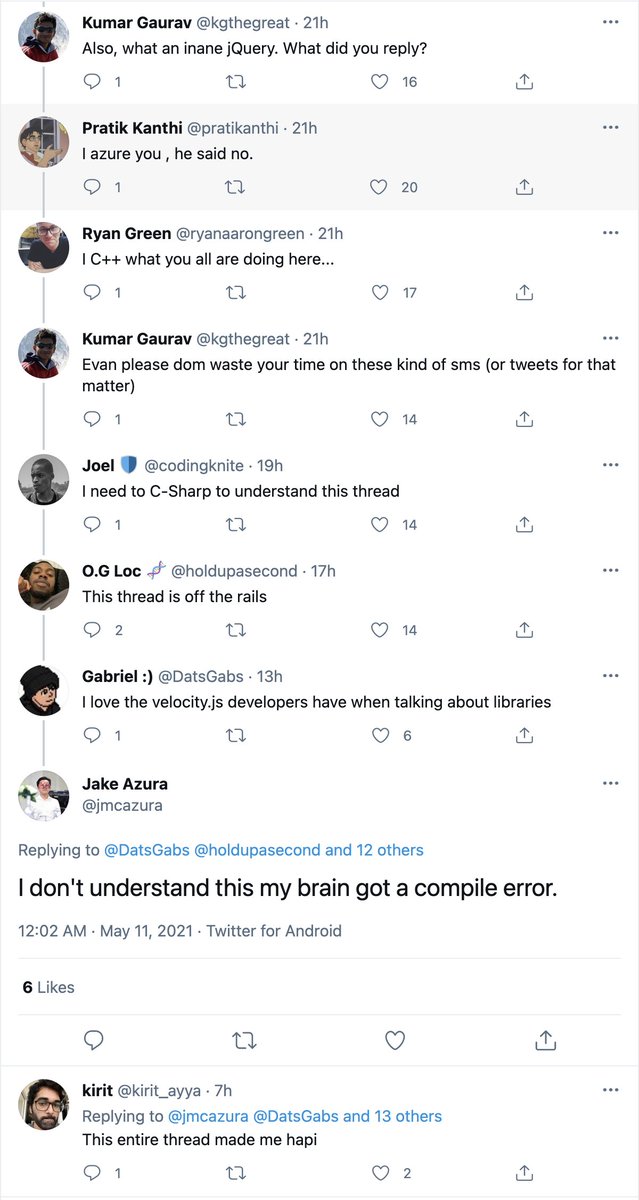 Kumar Gaurav @kgthegreat · 21h
Also, what an inane jQuery. What did you reply?
1 16
Pratik Kanthi @pratikanthi · 21h
I azure you , he said no.
1 20
Ryan Green @ryanaarongreen · 21h
I C++ what you all are doing here...
1 17
Kumar Gaurav @kgthegreat · 21h
Evan please dom waste your time on these kind of sms (or tweets for that
matter)
1 14
Joel @codingknite · 19h
I need to C-Sharp to understand this thread
1 14
O.G Loc @holdupasecond · 17h
This thread is off the rails
2 14
Gabriel :) @DatsGabs · 13h
I love the velocity.js developers have when talking about libraries
1 6
Jake Azura
@jmcazura
Replying to @DatsGabs @holdupasecond and 12 others
I don't understand this my brain got a compile error.
12:02 AM · May 11, 2021 · Twitter for Android
6 Likes
kirit @kirit_ayya · 7h
Replying to @jmcazura @DatsGabs and 13 others
This entire thread made me hapi
1 2